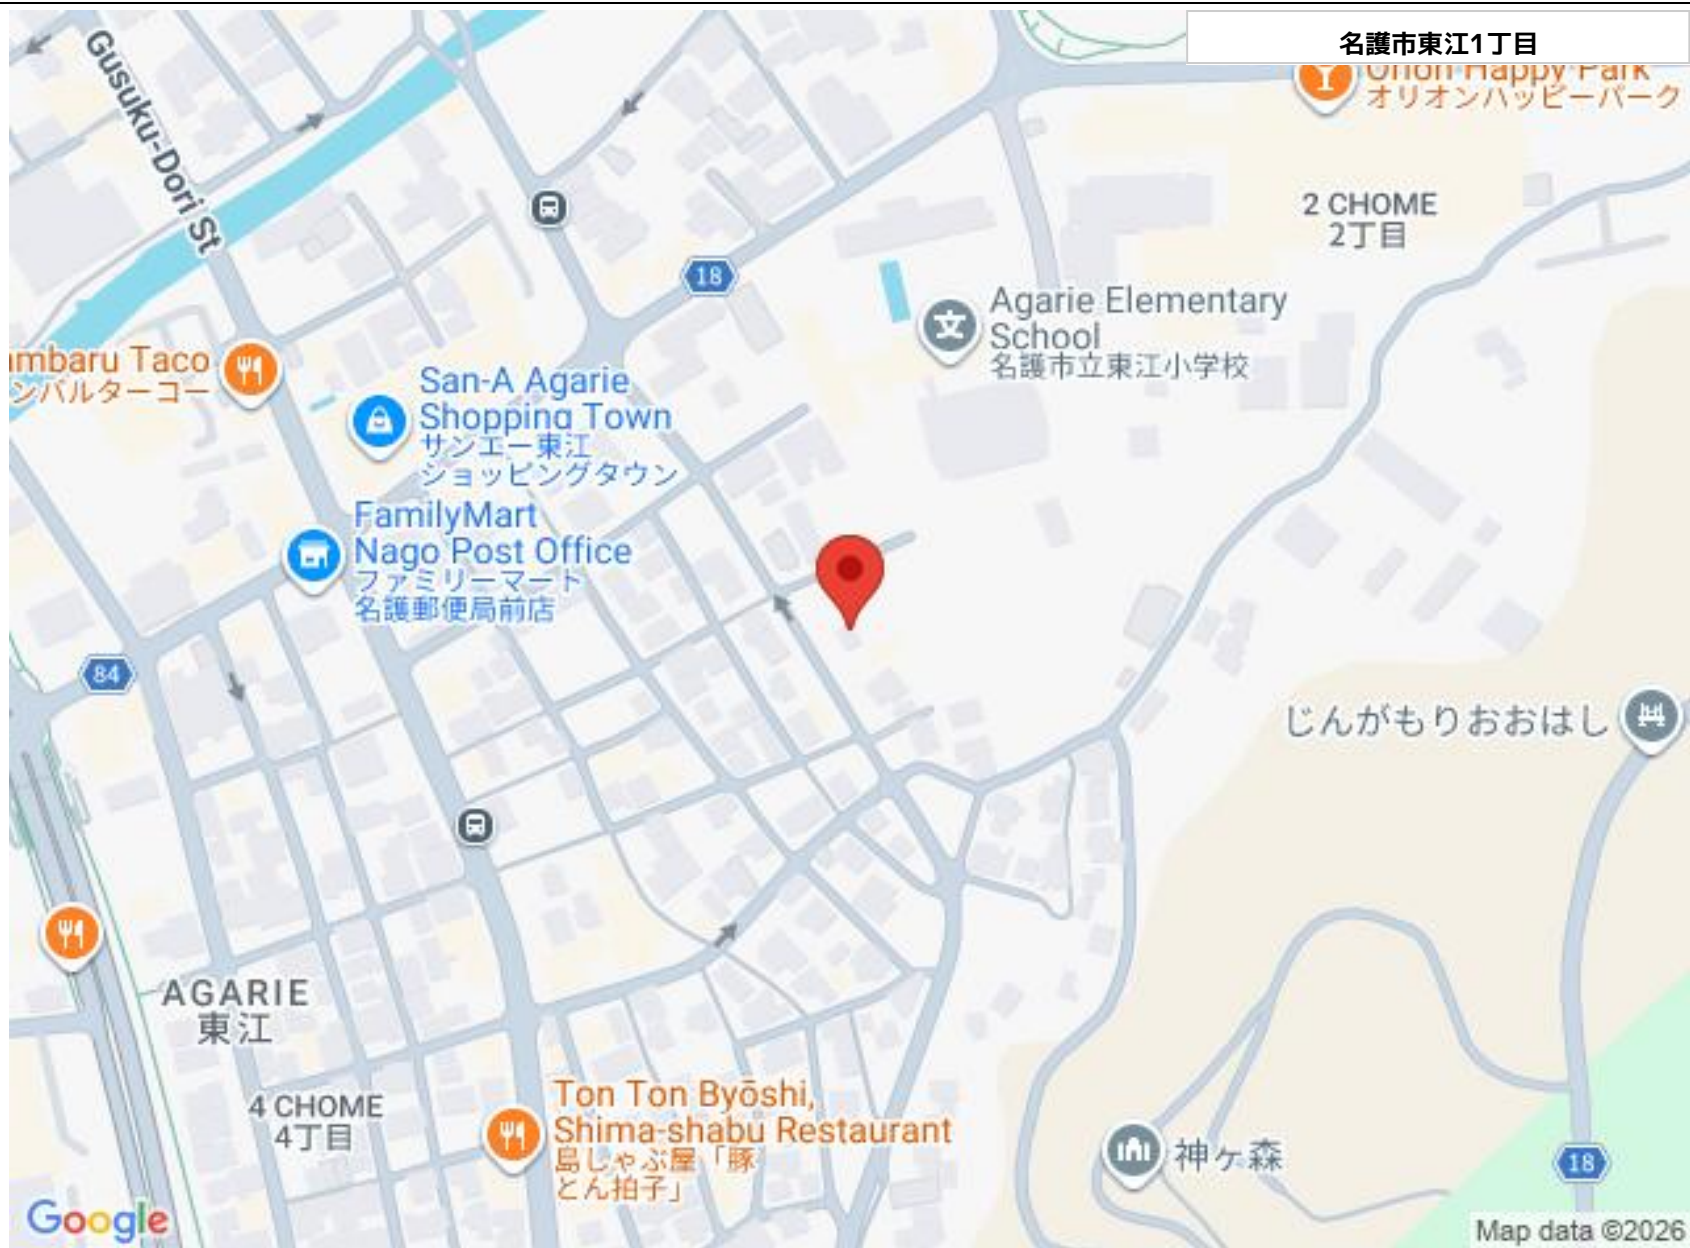 名護市東江1丁目
Orion Happy Park
オリオンハッピーパーク
Gusuku-Dori St
2 CHOME
2丁目
18
Agarie Elementary
School
名護市立東江小学校
mbaru Taco
ンバルターコー
San-A Agarie
Shopping Town
サンエー東江
ショッピングタウン
FamilyMart
Nago Post Office
ファミリーマート
名護郵便局前店
84
じんがもりおおはし
AGARIE
東江
4 CHOME
4丁目
Ton Ton Byōshi,
Shima-shabu Restaurant
島しゃぶ屋「豚
とん拍子」
神ヶ森
18
Google
Map data ©2026